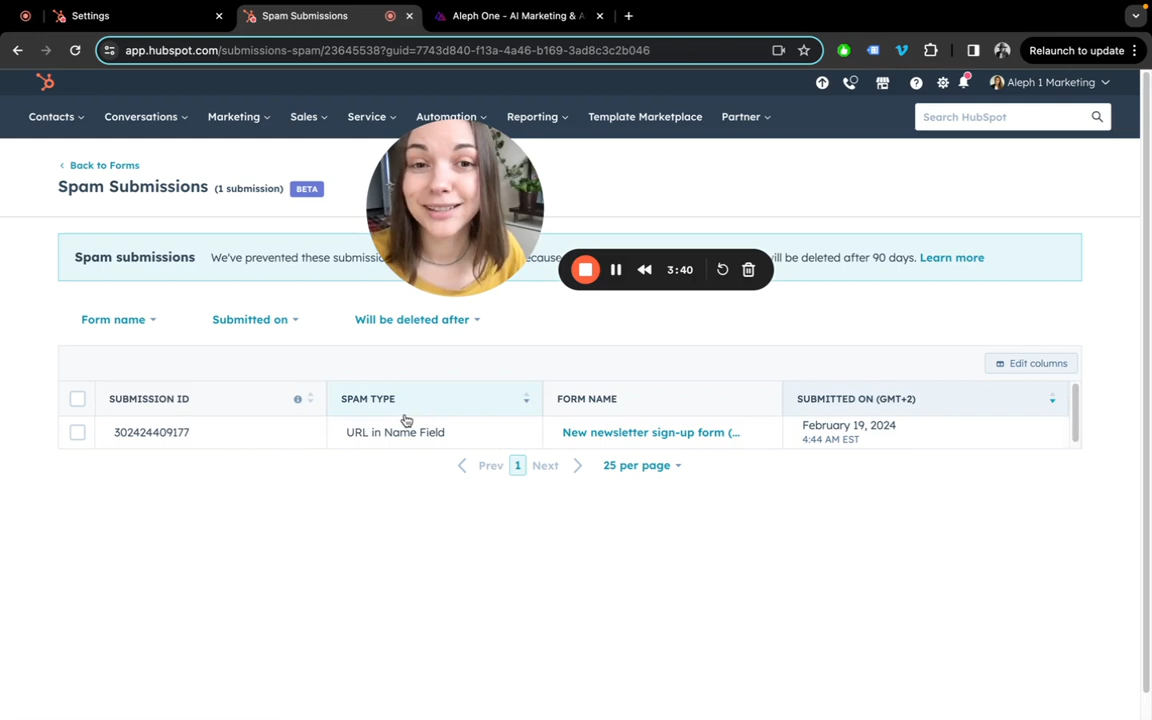 Settings
Spam Submissions
Aleph One - AI Marketing & A
app.hubspot.com/submissions-spam/23645538?guid=7743d840-f13a-4a46-b169-3ad8c3c2b046
Relaunch to update
Aleph 1 Marketing
Contacts Conversations Marketing Sales Service Automation Reporting Template Marketplace Partner
Search HubSpot
Back to Forms
Spam Submissions (1 submission) BETA
Spam submissions We've prevented these submissi ecause ill be deleted after 90 days. Learn more
3:40
Form name Submitted on Will be deleted after
Edit columns
SUBMISSION ID SPAM TYPE FORM NAME SUBMITTED ON (GMT+2)
302424409177 URL in Name Field New newsletter sign-up form (... February 19, 2024
4:44 AM EST
Prev 1 Next 25 per page